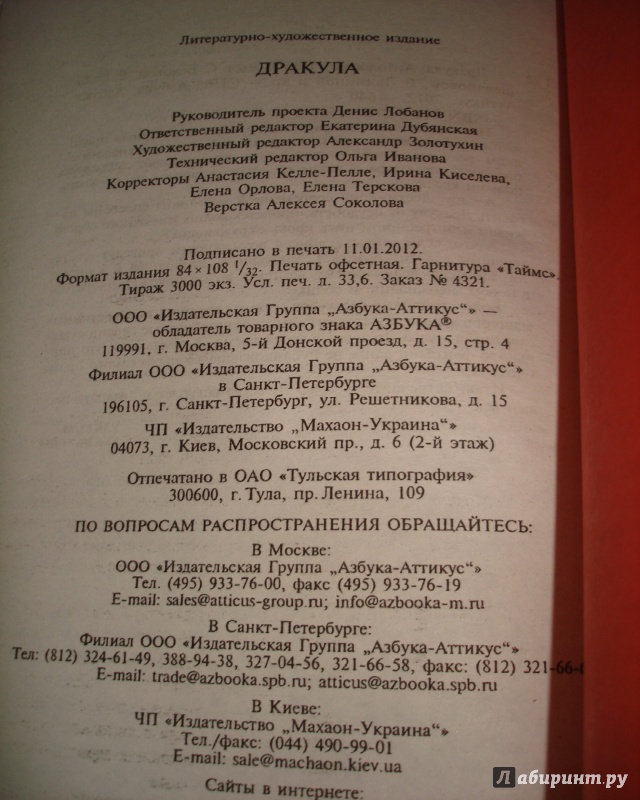 Литературно-художественное издание
ДРАКУЛА
Руководитель проекта Денис Лобанов
Ответственный редактор Екатерина Дубянская
Художественный редактор Александр Золотухин
Технический редактор Ольга Иванова
Корректоры Анастасия Келле-Пелле, Ирина Киселева,
Елена Орлова, Елена Терскова
Верстка Алексея Соколова
Подписано в печать 11.01.2012.
Формат издания 84 × 108 1/32. Печать офсетная. Гарнитура «Таймс».
Тираж 3000 экз. Усл. печ. л. 33,6. Заказ № 4321.
ООО «Издательская Группа „Азбука-Аттикус“» —
обладатель товарного знака АЗБУКА®
119991, г. Москва, 5-й Донской проезд, д. 15, стр. 4
Филиал ООО «Издательская Группа „Азбука-Аттикус“»
в Санкт-Петербурге
196105, г. Санкт-Петербург, ул. Решетникова, д. 15
ЧП «Издательство „Махаон-Украина“»
04073, г. Киев, Московский пр., д. 6 (2-й этаж)
Отпечатано в ОАО «Тульская типография»
300600, г. Тула, пр. Ленина, 109
ПО ВОПРОСАМ РАСПРОСТРАНЕНИЯ ОБРАЩАЙТЕСЬ:
В Москве:
ООО «Издательская Группа „Азбука-Аттикус“»
Тел. (495) 933-76-00, факс (495) 933-76-19
E-mail: sales@atticus-group.ru; info@azbooka-m.ru
В Санкт-Петербурге:
Филиал ООО «Издательская Группа „Азбука-Аттикус“»
Тел: (812) 324-61-49, 388-94-38, 327-04-56, 321-66-58, факс: (812) 321-66-
E-mail: trade@azbooka.spb.ru; atticus@azbooka.spb.ru
В Киеве:
ЧП «Издательство „Махаон-Украина“»
Тел./факс: (044) 490-99-01
E-mail: sale@machaon.kiev.ua
Сайты в интернете:
Лабиринт.ру